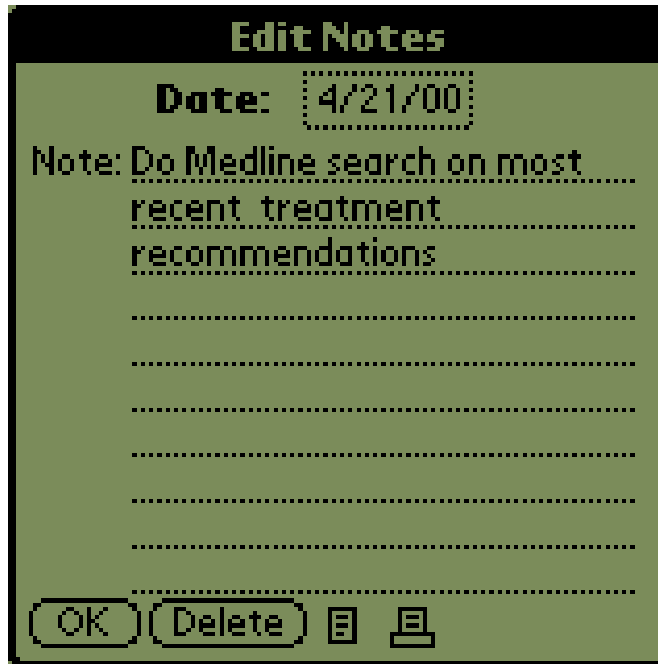 Edit Notes
Date: 4/21/00
Note: Do Medline search on most
recent treatment
recommendations
OK Delete